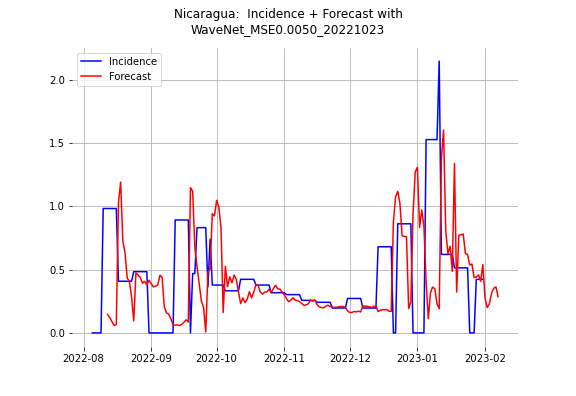 Nicaragua:  Incidence + Forecast with
WaveNet_MSE0.0050_20221023
Incidence
Forecast
2.0
1.5
1.0
0.5
0.0
2022-08 2022-09 2022-10 2022-11 2022-12 2023-01 2023-02